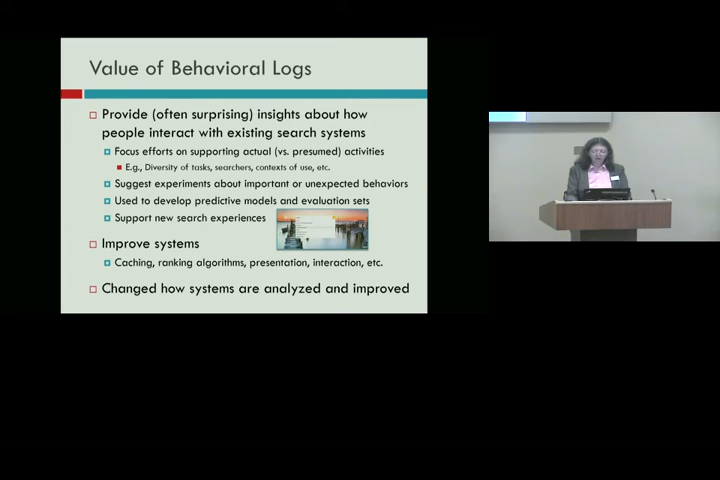 Value of Behavioral Logs
Provide (often surprising) insights about how
people interact with existing search systems
Focus efforts on supporting actual (vs. presumed) activities
E.g., Diversity of tasks, searchers, contexts of use, etc.
Suggest experiments about important or unexpected behaviors
Used to develop predictive models and evaluation sets
Support new search experiences
Improve systems
Caching, ranking algorithms, presentation, interaction, etc.
Changed how systems are analyzed and improved